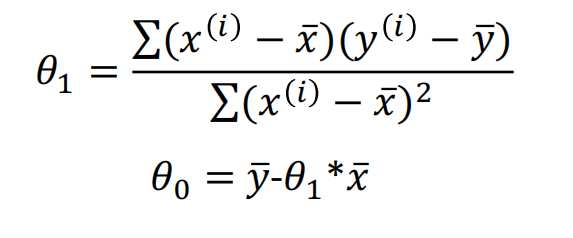 θ₁ = ∑(x⁽ⁱ⁾ − x̄)(y⁽ⁱ⁾ − ȳ) / ∑(x⁽ⁱ⁾ − x̄)²
θ₀ = ȳ-θ₁*x̄